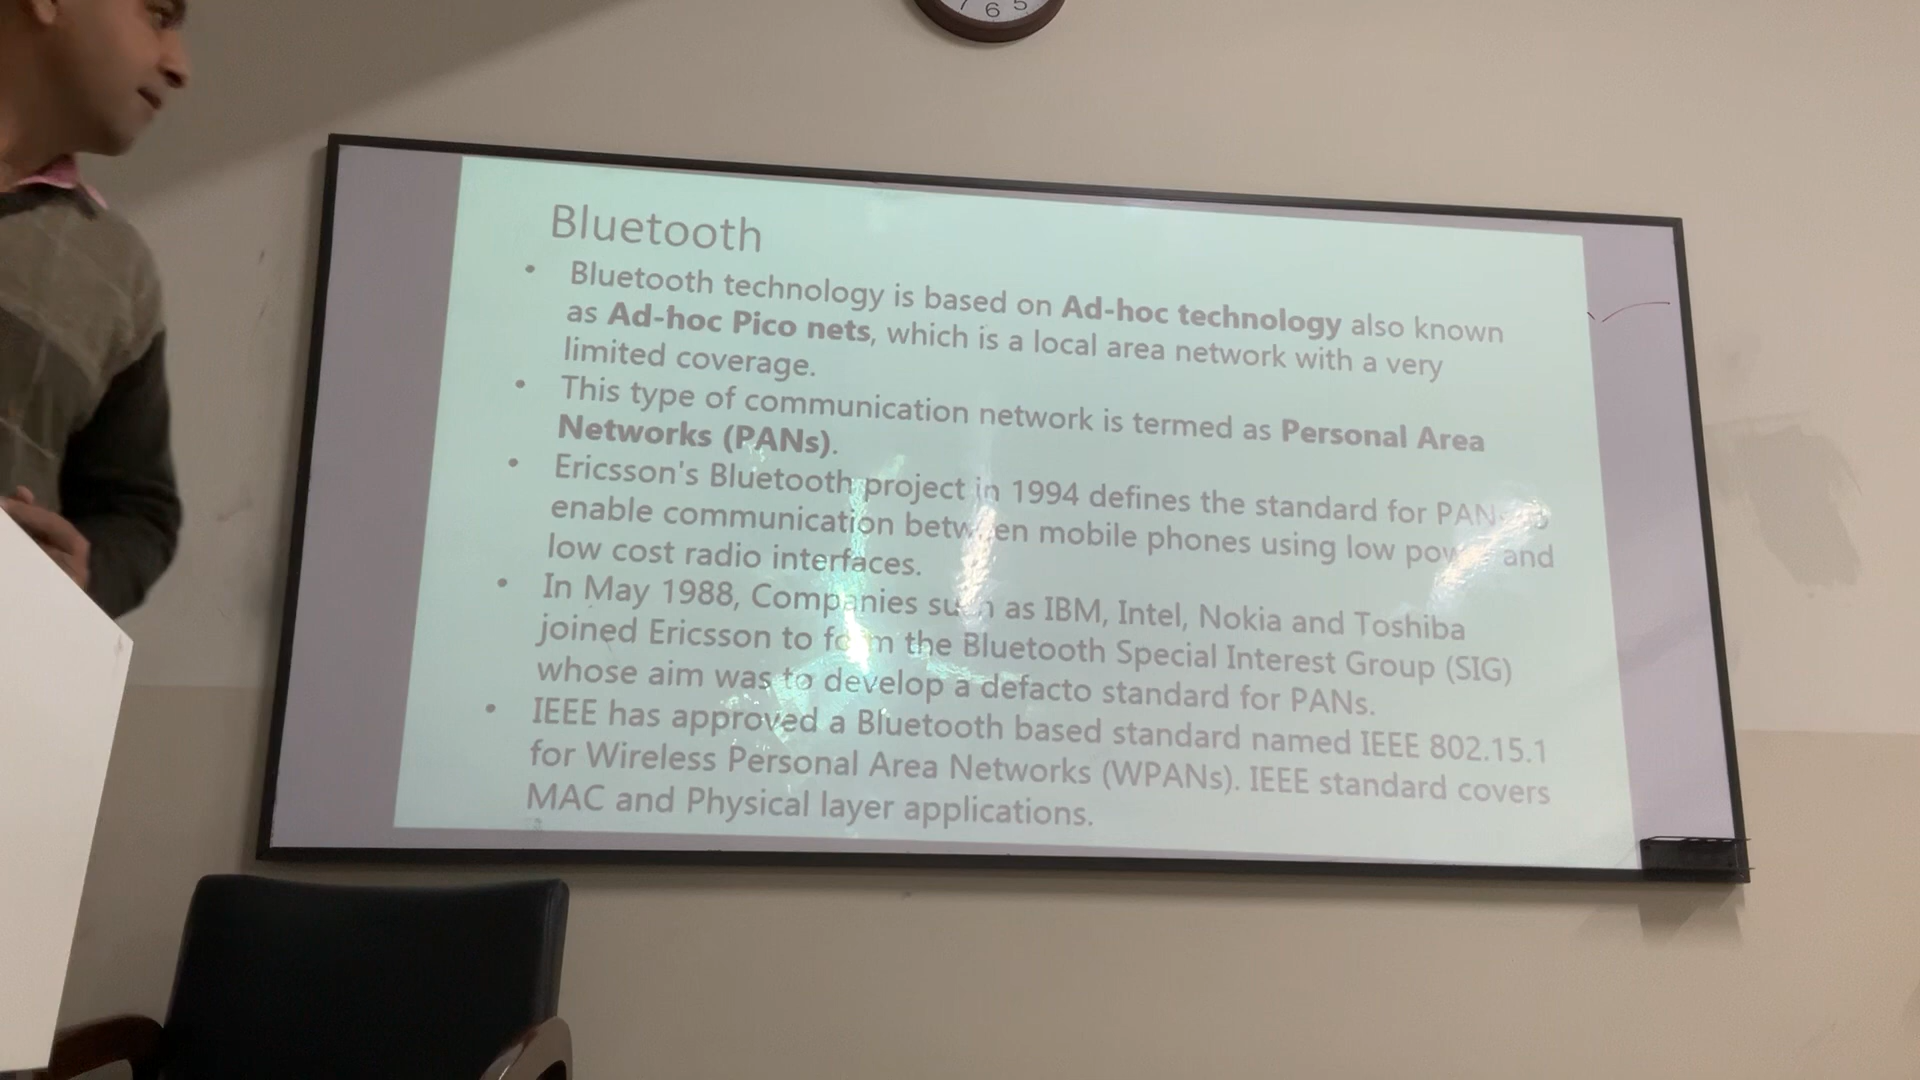 7 6 5
Bluetooth
• Bluetooth technology is based on Ad-hoc technology also known
as Ad-hoc Pico nets, which is a local area network with a very
limited coverage.
• This type of communication network is termed as Personal Area
Networks (PANs).
• Ericsson's Bluetooth project in 1994 defines the standard for
enable communication between mobile phones using low and
low cost radio interfaces.
• In May 1988, Companies such as IBM, Intel, Nokia and Toshiba
joined Ericsson to form the Bluetooth Special Interest Group (SIG)
whose aim was to develop a defacto standard for PANs.
• IEEE has approved a Bluetooth based standard named IEEE 802.15.1
for Wireless Personal Area Networks (WPANs). IEEE standard covers
MAC and Physical layer applications.